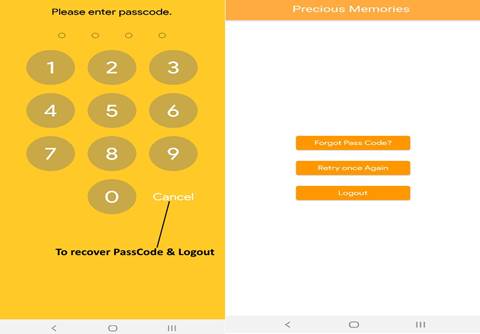 Please enter passcode.
1 2 3
4 5 6
7 8 9
0 Cancel
To recover PassCode & Logout
Precious Memories
Forgot Pass Code?
Retry once Again
Logout